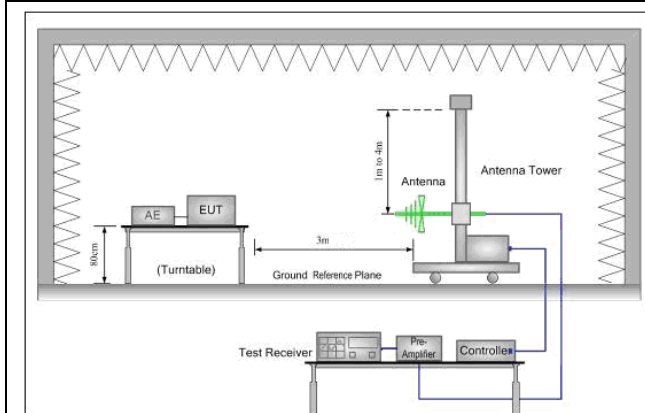 1m to 4m
Antenna
Antenna Tower
AE
EUT
3m
80cm
(Turntable)
Ground Reference Plane
Test Receiver
Pre-
Amplifier
Controller